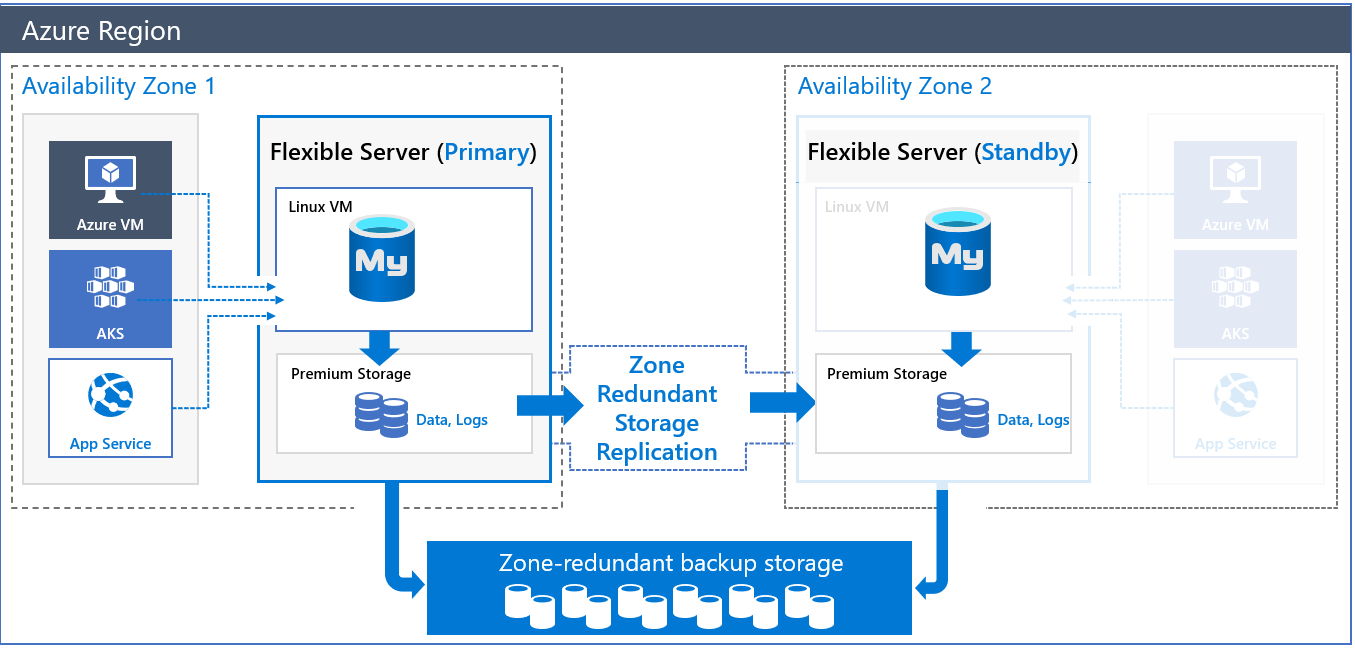 Azure Region
Availability Zone 1
Azure VM
AKS
App Service
Flexible Server (Primary)
Linux VM
My
Premium Storage
Data, Logs
Zone
Redundant
Storage
Replication
Availability Zone 2
Flexible Server (Standby)
Linux VM
My
Premium Storage
Data, Logs
Azure VM
AKS
App Service
Zone-redundant backup storage